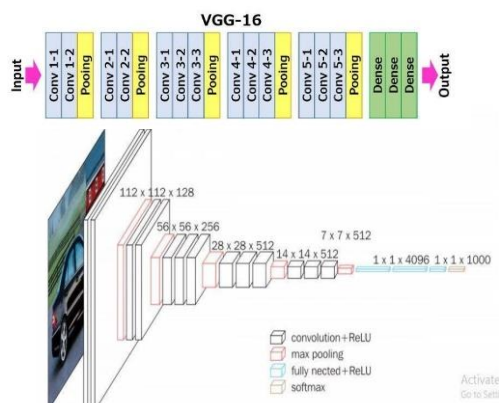 VGG-16
Input
Conv 1-1
Conv 1-2
Pooing
Conv 2-1
Conv 2-2
Pooing
Conv 3-1
Conv 3-2
Conv 3-3
Pooing
Conv 4-1
Conv 4-2
Conv 4-3
Pooing
Conv 5-1
Conv 5-2
Conv 5-3
Pooing
Dense
Dense
Dense
Output
112 x 112 x 128
56 x 56 x 256
28 x 28 x 512
14 x 14 x 512
7 x 7 x 512
1 x 1 x 4096
1 x 1 x 1000
convolution+ReLU
max pooling
fully nected+ReLU
softmax
Activate
Go to Setti